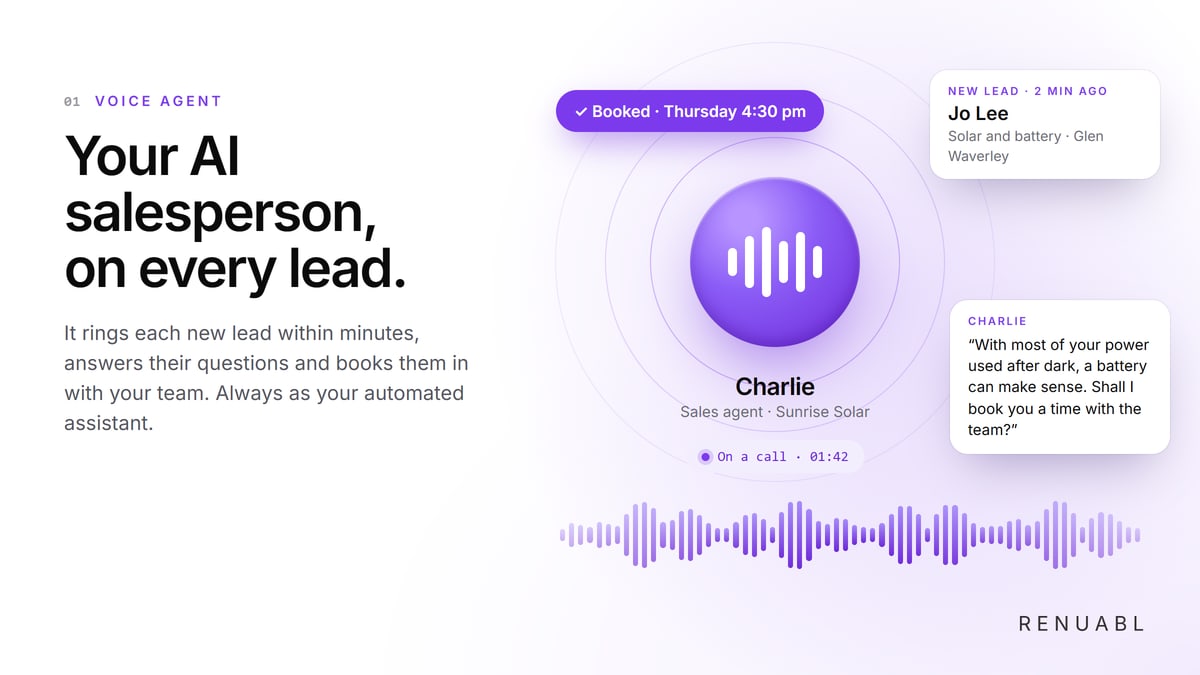 01 VOICE AGENT
Your AI
salesperson,
on every lead.
It rings each new lead within minutes,
answers their questions and books them in
with your team. Always as your automated
assistant.
✓ Booked · Thursday 4:30 pm
NEW LEAD · 2 MIN AGO
Jo Lee
Solar and battery · Glen
Waverley
Charlie
Sales agent · Sunrise Solar
On a call · 01:42
CHARLIE
“With most of your power
used after dark, a battery
can make sense. Shall I
book you a time with the
team?”
RENUABL